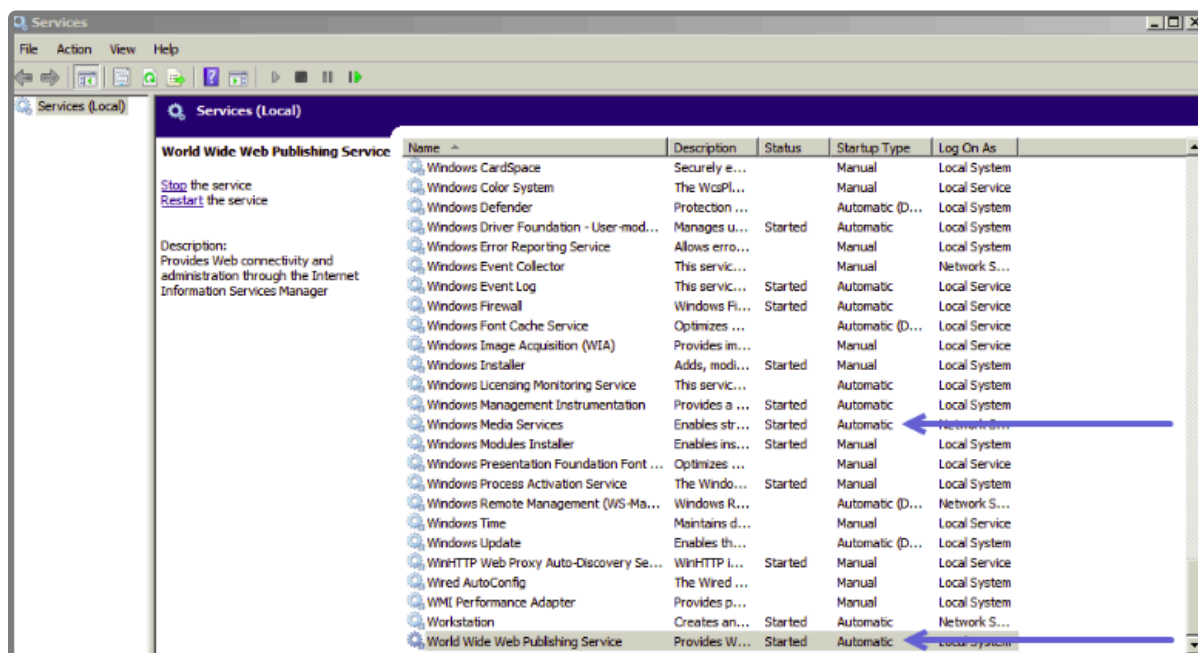 Services
File Action View Help
Services (Local)
Services (Local)
World Wide Web Publishing Service
Stop the service
Restart the service
Description:
Provides Web connectivity and
administration through the Internet
Information Services Manager
Name Description Status Startup Type Log On As
Windows CardSpace Securely e... Manual Local System
Windows Color System The WcsPl... Manual Local Service
Windows Defender Protection ... Automatic (D... Local System
Windows Driver Foundation - User-mod... Manages u... Started Automatic Local System
Windows Error Reporting Service Allows erro... Manual Local System
Windows Event Collector This servic... Manual Network S...
Windows Event Log This servic... Started Automatic Local Service
Windows Firewall Windows Fi... Started Automatic Local Service
Windows Font Cache Service Optimizes ... Automatic (D... Local Service
Windows Image Acquisition (WIA) Provides im... Manual Local Service
Windows Installer Adds, modi... Started Manual Local System
Windows Licensing Monitoring Service This servic... Automatic Local System
Windows Management Instrumentation Provides a ... Started Automatic Local System
Windows Media Services Enables str... Started Automatic Network S...
Windows Modules Installer Enables ins... Started Manual Local System
Windows Presentation Foundation Font ... Optimizes ... Manual Local Service
Windows Process Activation Service The Windo... Started Manual Local System
Windows Remote Management (WS-Ma... Windows R... Automatic (D... Network S...
Windows Time Maintains d... Manual Local Service
Windows Update Enables th... Automatic (D... Local System
WinHTTP Web Proxy Auto-Discovery Se... WinHTTP i... Started Manual Local Service
Wired AutoConfig The Wired ... Manual Local System
WMI Performance Adapter Provides p... Manual Local System
Workstation Creates an... Started Automatic Network S...
World Wide Web Publishing Service Provides W... Started Automatic Local System